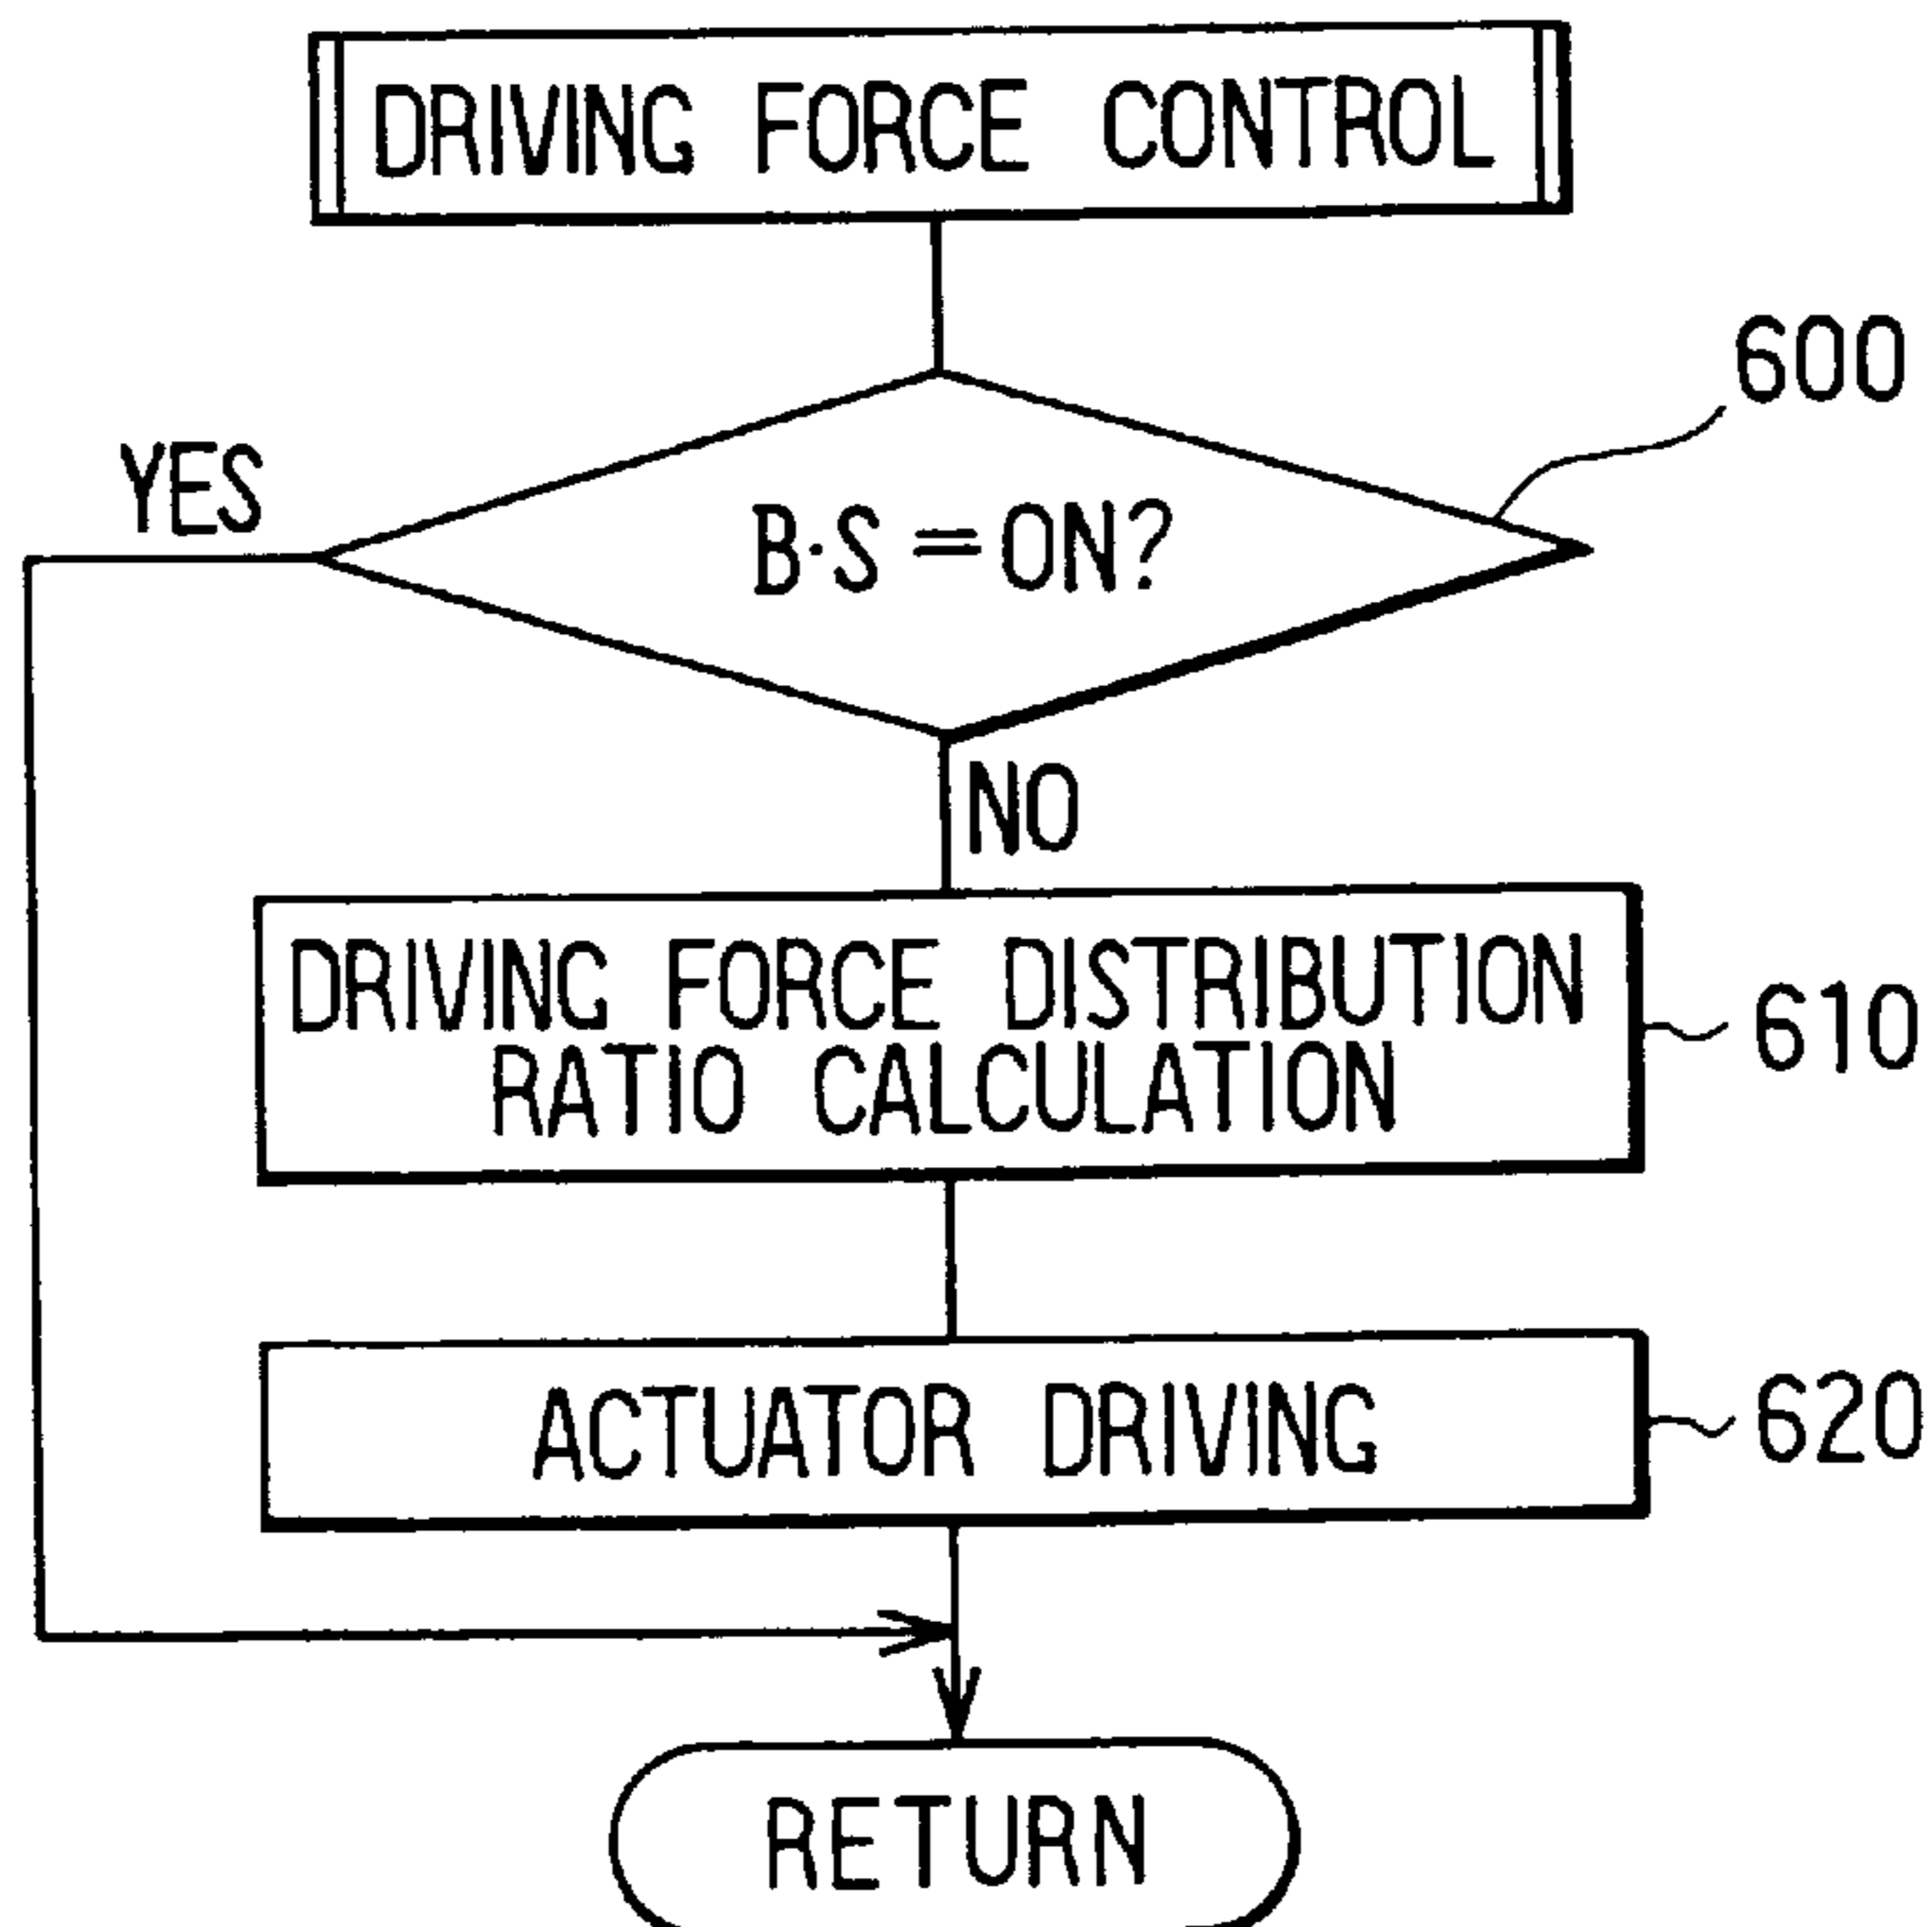 DRIVING FORCE CONTROL
600
YES
B·S=ON?
NO
DRIVING FORCE DISTRIBUTION
RATIO CALCULATION
610
ACTUATOR DRIVING
620
RETURN